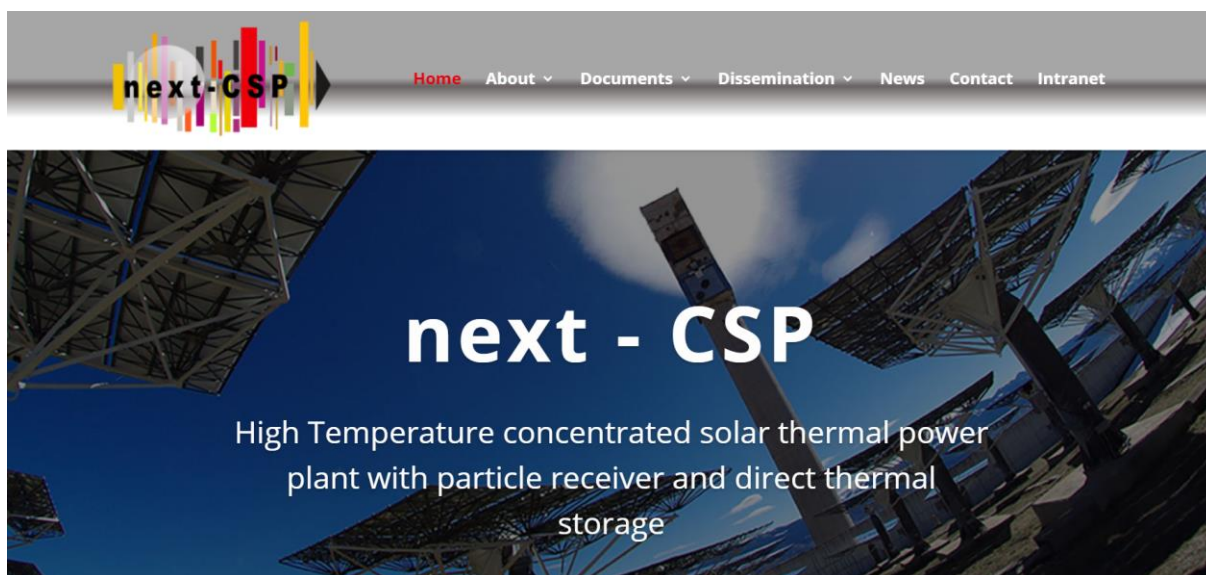 next-CSP
Home About Documents Dissemination News Contact Intranet
next - CSP
High Temperature concentrated solar thermal power
plant with particle receiver and direct thermal
storage